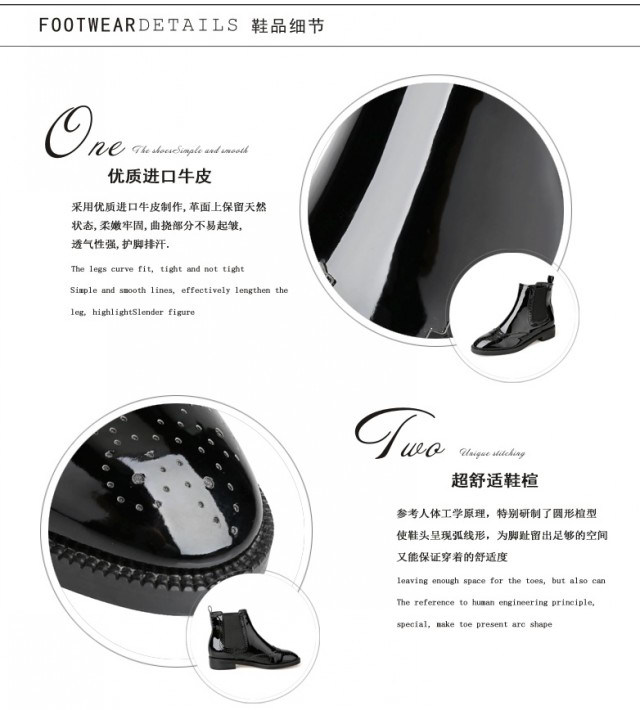 FOOTWEARDETAILS 鞋品细节
One The shoesSimple and smooth
优质进口牛皮
采用优质进口牛皮制作,革面上保留天然
状态,柔嫩牢固,曲挠部分不易起皱,
透气性强,护脚排汗.
The legs curve fit, tight and not tight
Simple and smooth lines, effectively lengthen the
leg, highlightSlender figure
Two Unique stitching
超舒适鞋楦
参考人体工学原理，特别研制了圆形楦型
使鞋头呈现弧线形，为脚趾留出足够的空间
又能保证穿着的舒适度
leaving enough space for the toes, but also can
The reference to human engineering principle,
special, make toe present arc shape